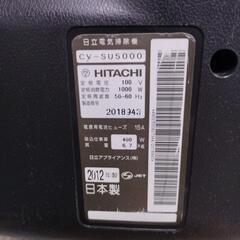 日立電気掃除機
CV-SU5000
HITACHI
定格電圧 100 V
定格消費電力 1000 W
定格周波数 50-60 Hz
製造番号
2018943
電源用電流ヒューズ 15A
吸込仕事率 400 W
質量 6.7 kg
日立アプライアンス(株)
2012年製 JET
日本製